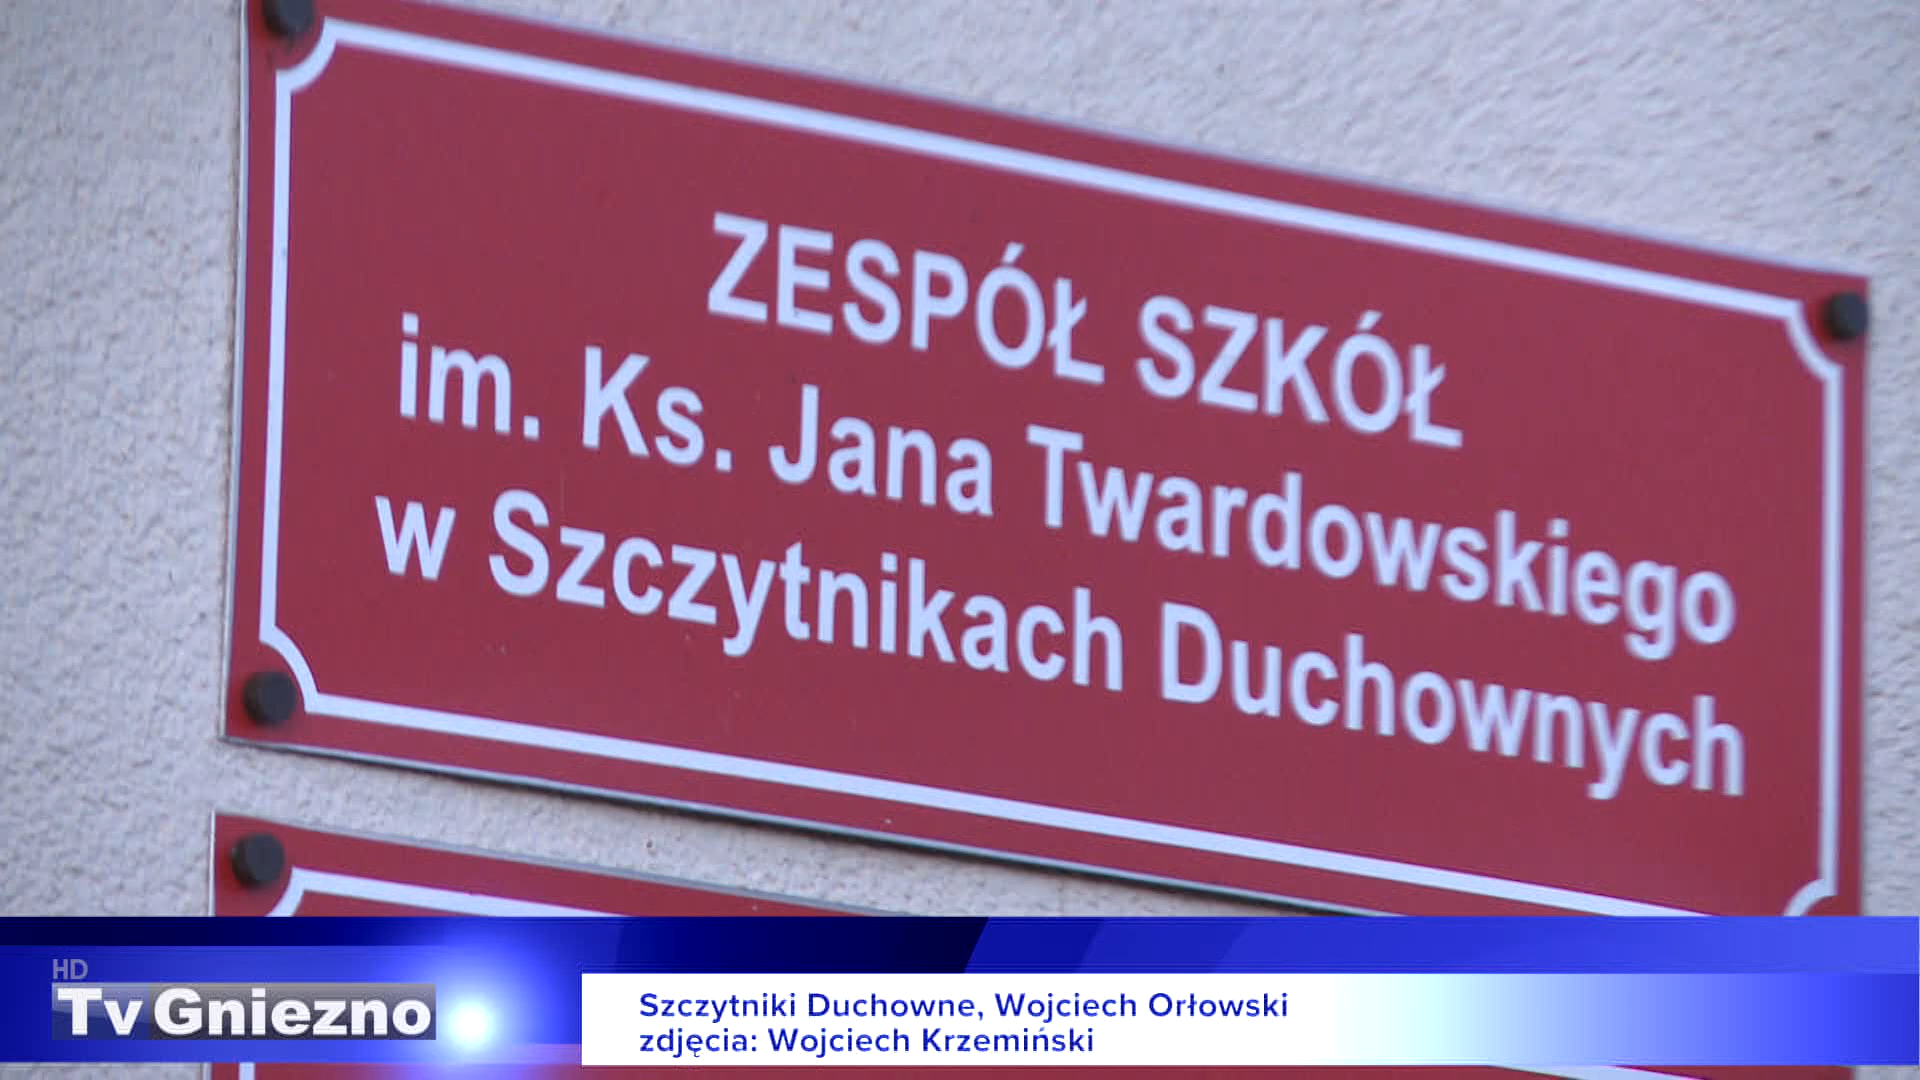 ZESPÓŁ SZKÓŁ
im. Ks. Jana Twardowskiego
w Szczytnikach Duchownych
HD
Tv Gniezno
Szczytniki Duchowne, Wojciech Orłowski
zdjęcia: Wojciech Krzemiński